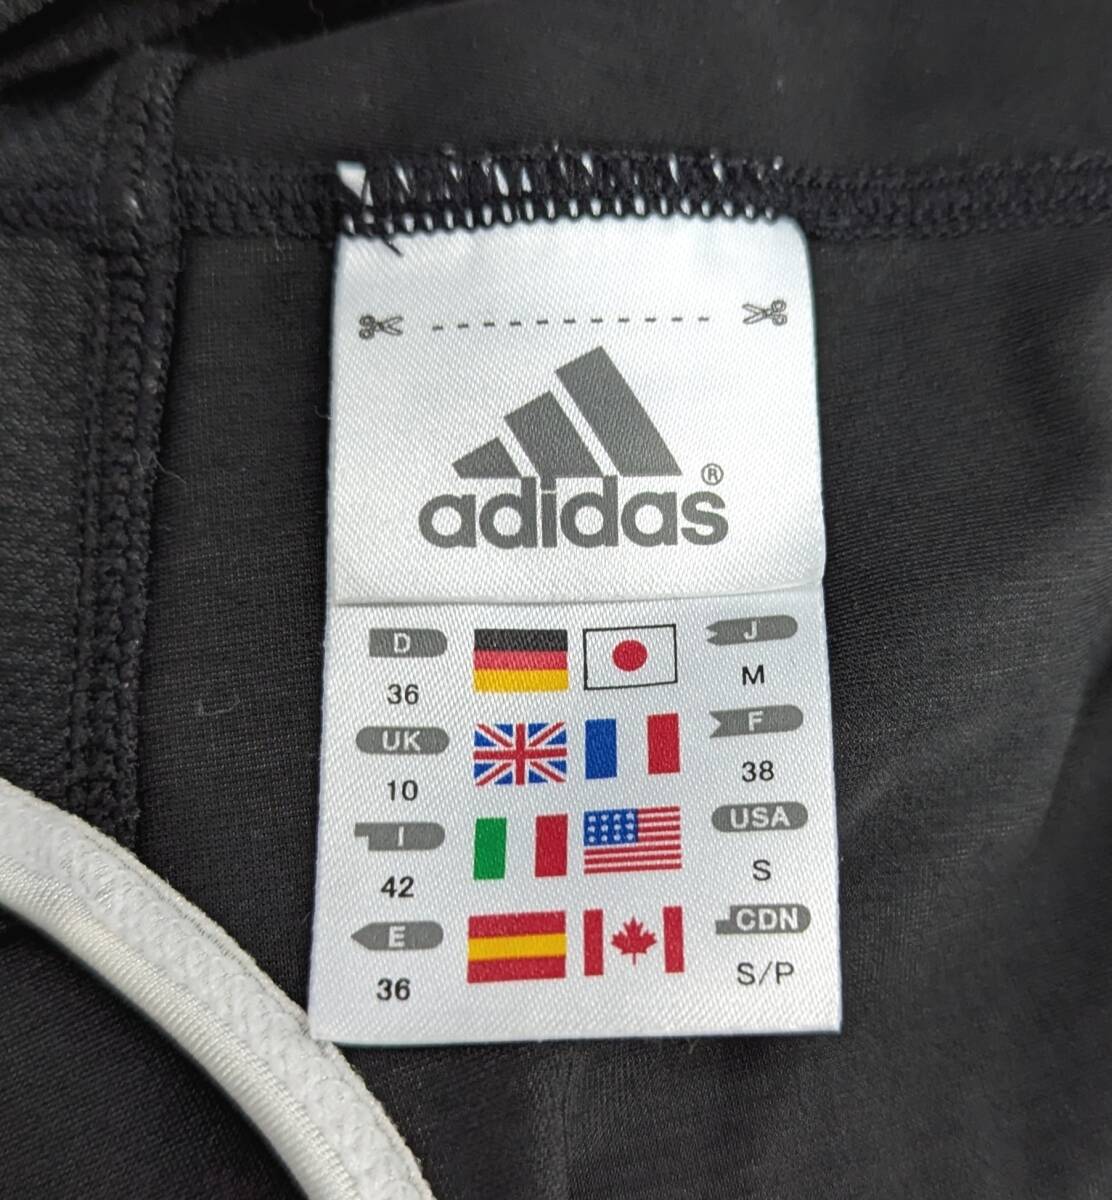 adidas®
D J
36 M
UK F
10 38
I USA
42 S
E CDN
36 S/P